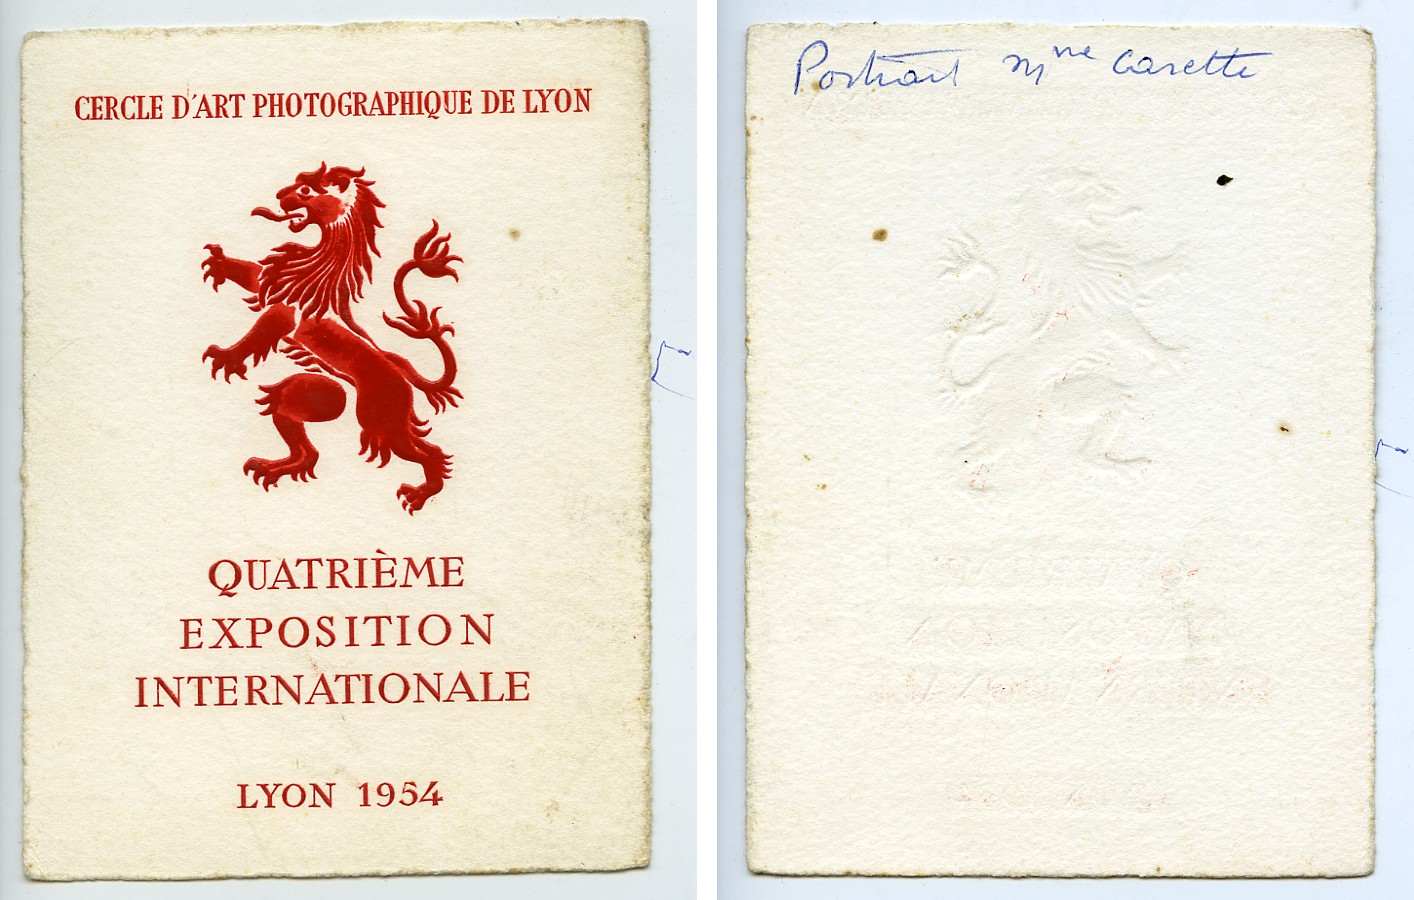 CERCLE D'ART PHOTOGRAPHIQUE DE LYON
QUATRIÈME
EXPOSITION
INTERNATIONALE
LYON 1954
Portrait Mme Carette